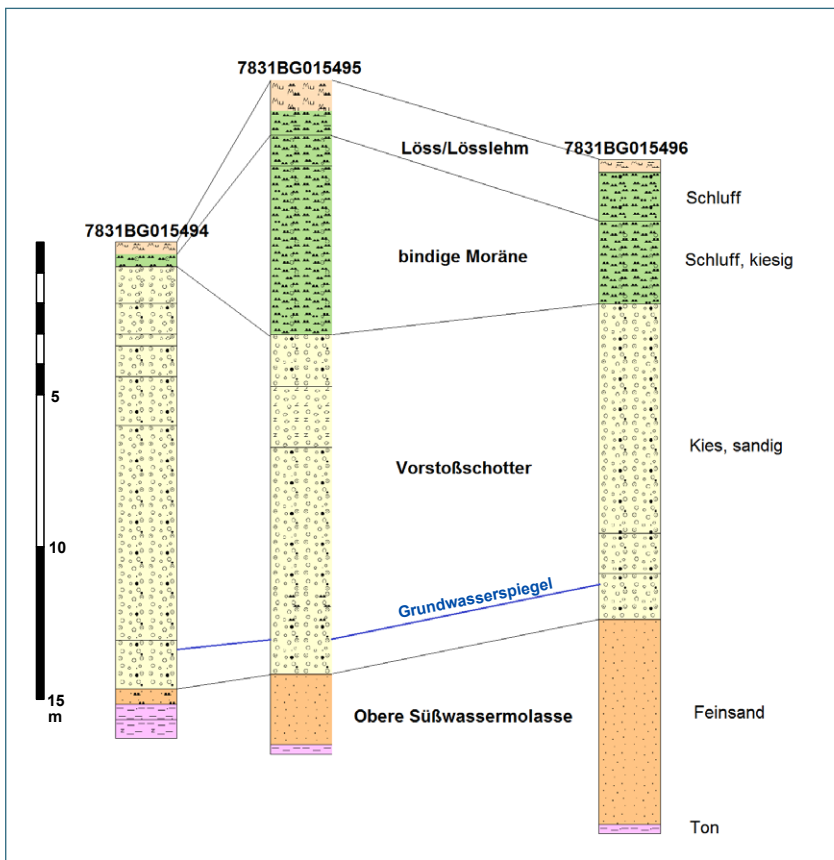 7831BG015495
Löss/Lösslehm
7831BG015496
Schluff
7831BG015494
bindige Moräne
Schluff, kiesig
5
Kies, sandig
Vorstoßschotter
10
Grundwasserspiegel
15
m
Obere Süßwassermolasse
Feinsand
Ton